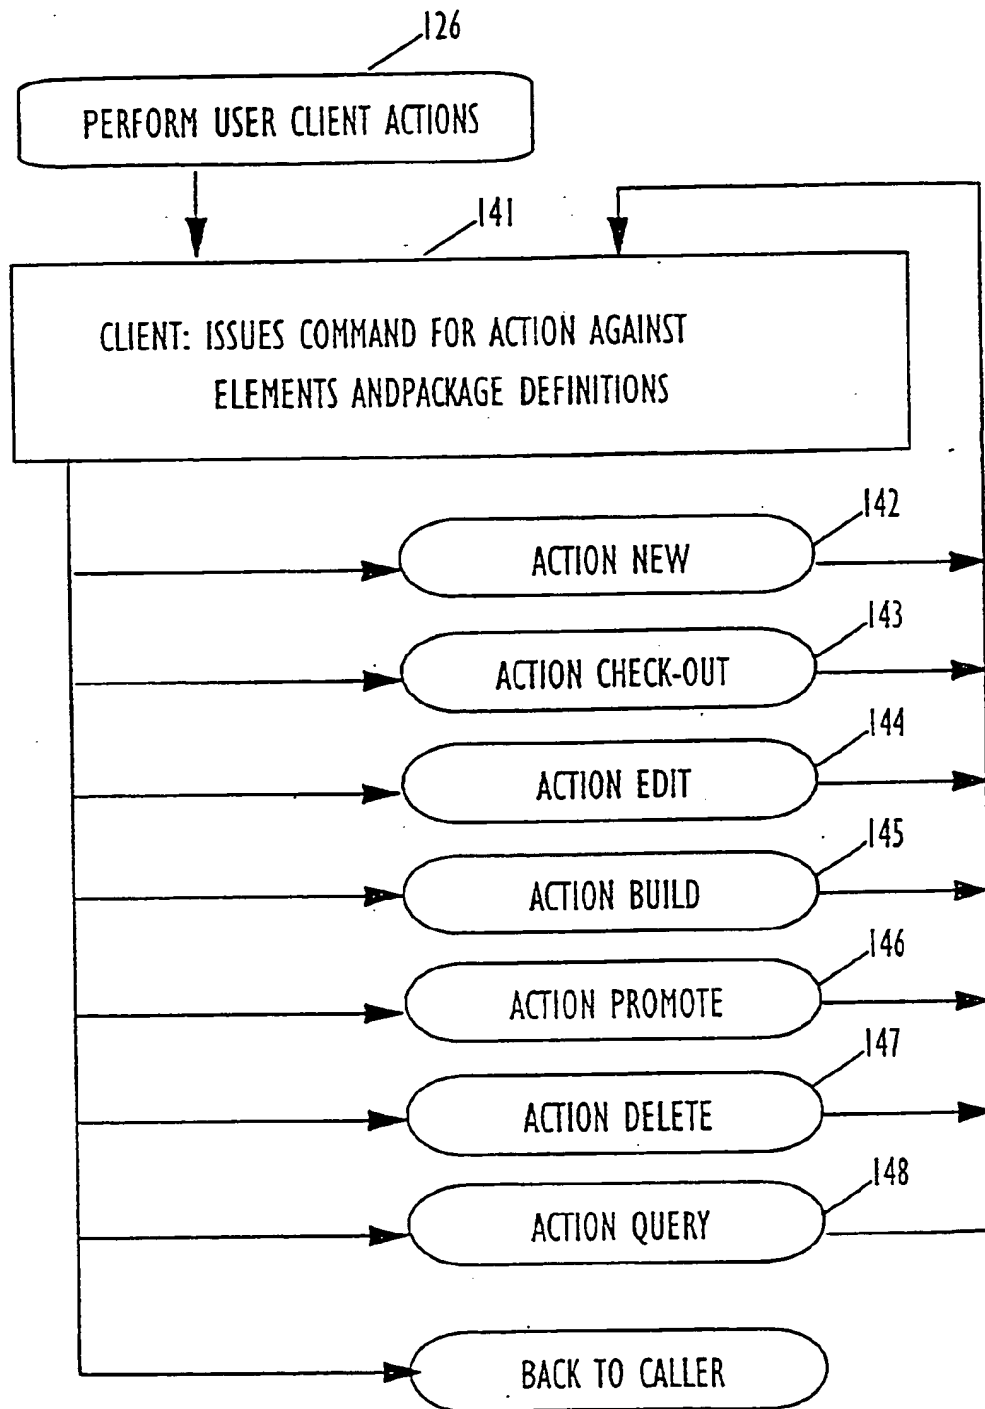 126
PERFORM USER CLIENT ACTIONS
141
CLIENT: ISSUES COMMAND FOR ACTION AGAINST
ELEMENTS ANDPACKAGE DEFINITIONS
142
ACTION NEW
143
ACTION CHECK-OUT
144
ACTION EDIT
145
ACTION BUILD
146
ACTION PROMOTE
147
ACTION DELETE
148
ACTION QUERY
BACK TO CALLER